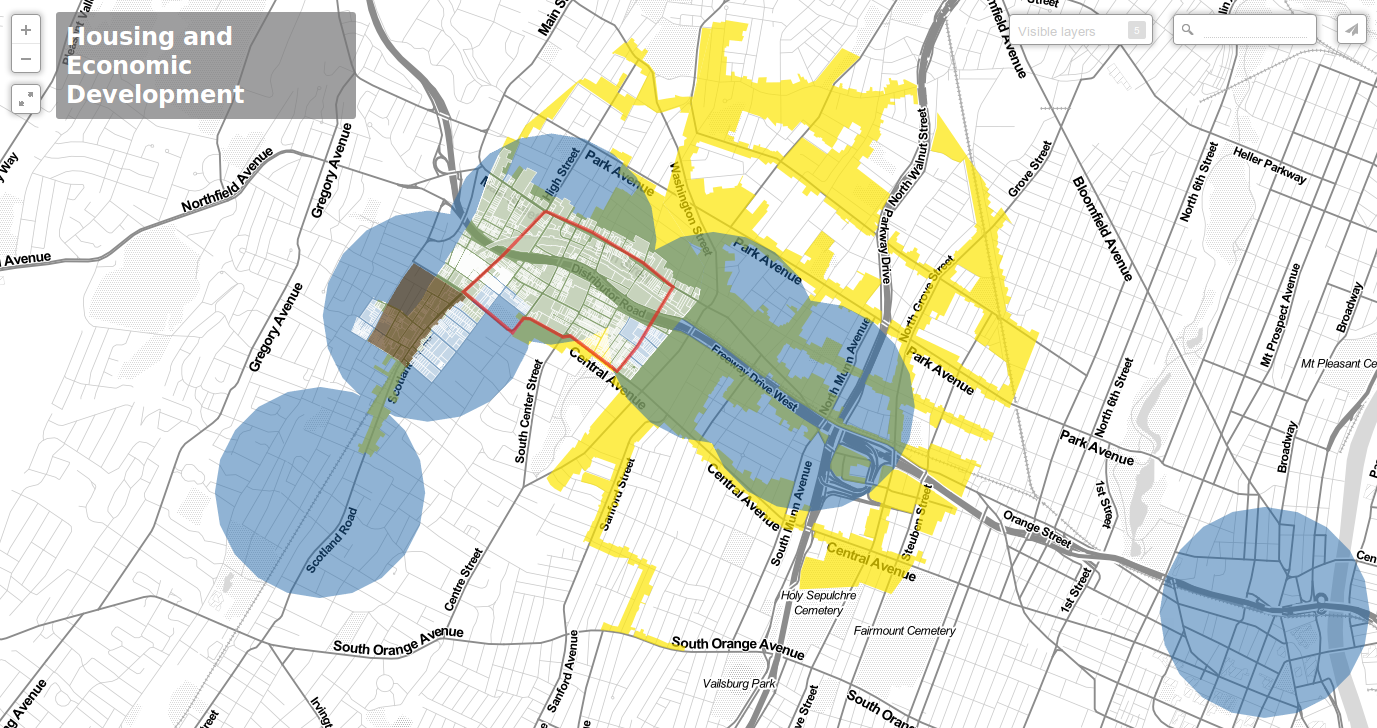 Housing and
Economic
Development
Visible layers
5
Main S
Street
Bloomfield Avenue
Northfield Avenue
Gregory Avenue
Avenue
Gregory Avenue
High Street
Park Avenue
Washington Street
Park Avenue
North Walnut Street
Parkway Drive
Grove Street
North Grove Street
Bloomfield Avenue
North 6th Street
Heller Parkway
Mt Prospect Avenue
Broadway
Mt Pleasant Ce
Distributor Road
Freeway Drive West
North Munn Avenue
Park Avenue
Central Avenue
South Center Street
Scotland
North 6th Street
Broadway
Park Avenue
1st Street
Sanford Street
Central Avenue
South Munn Avenue
Steuben Street
Orange Street
Central Avenue
Cen
1st Street
Scotland Road
Centre Street
Holy Sepulchre
Cemetery
Fairmount Cemetery
South Orange Avenue
South Orange Avenue
Sanford Avenue
Vailsburg Park
South Oran
Irving